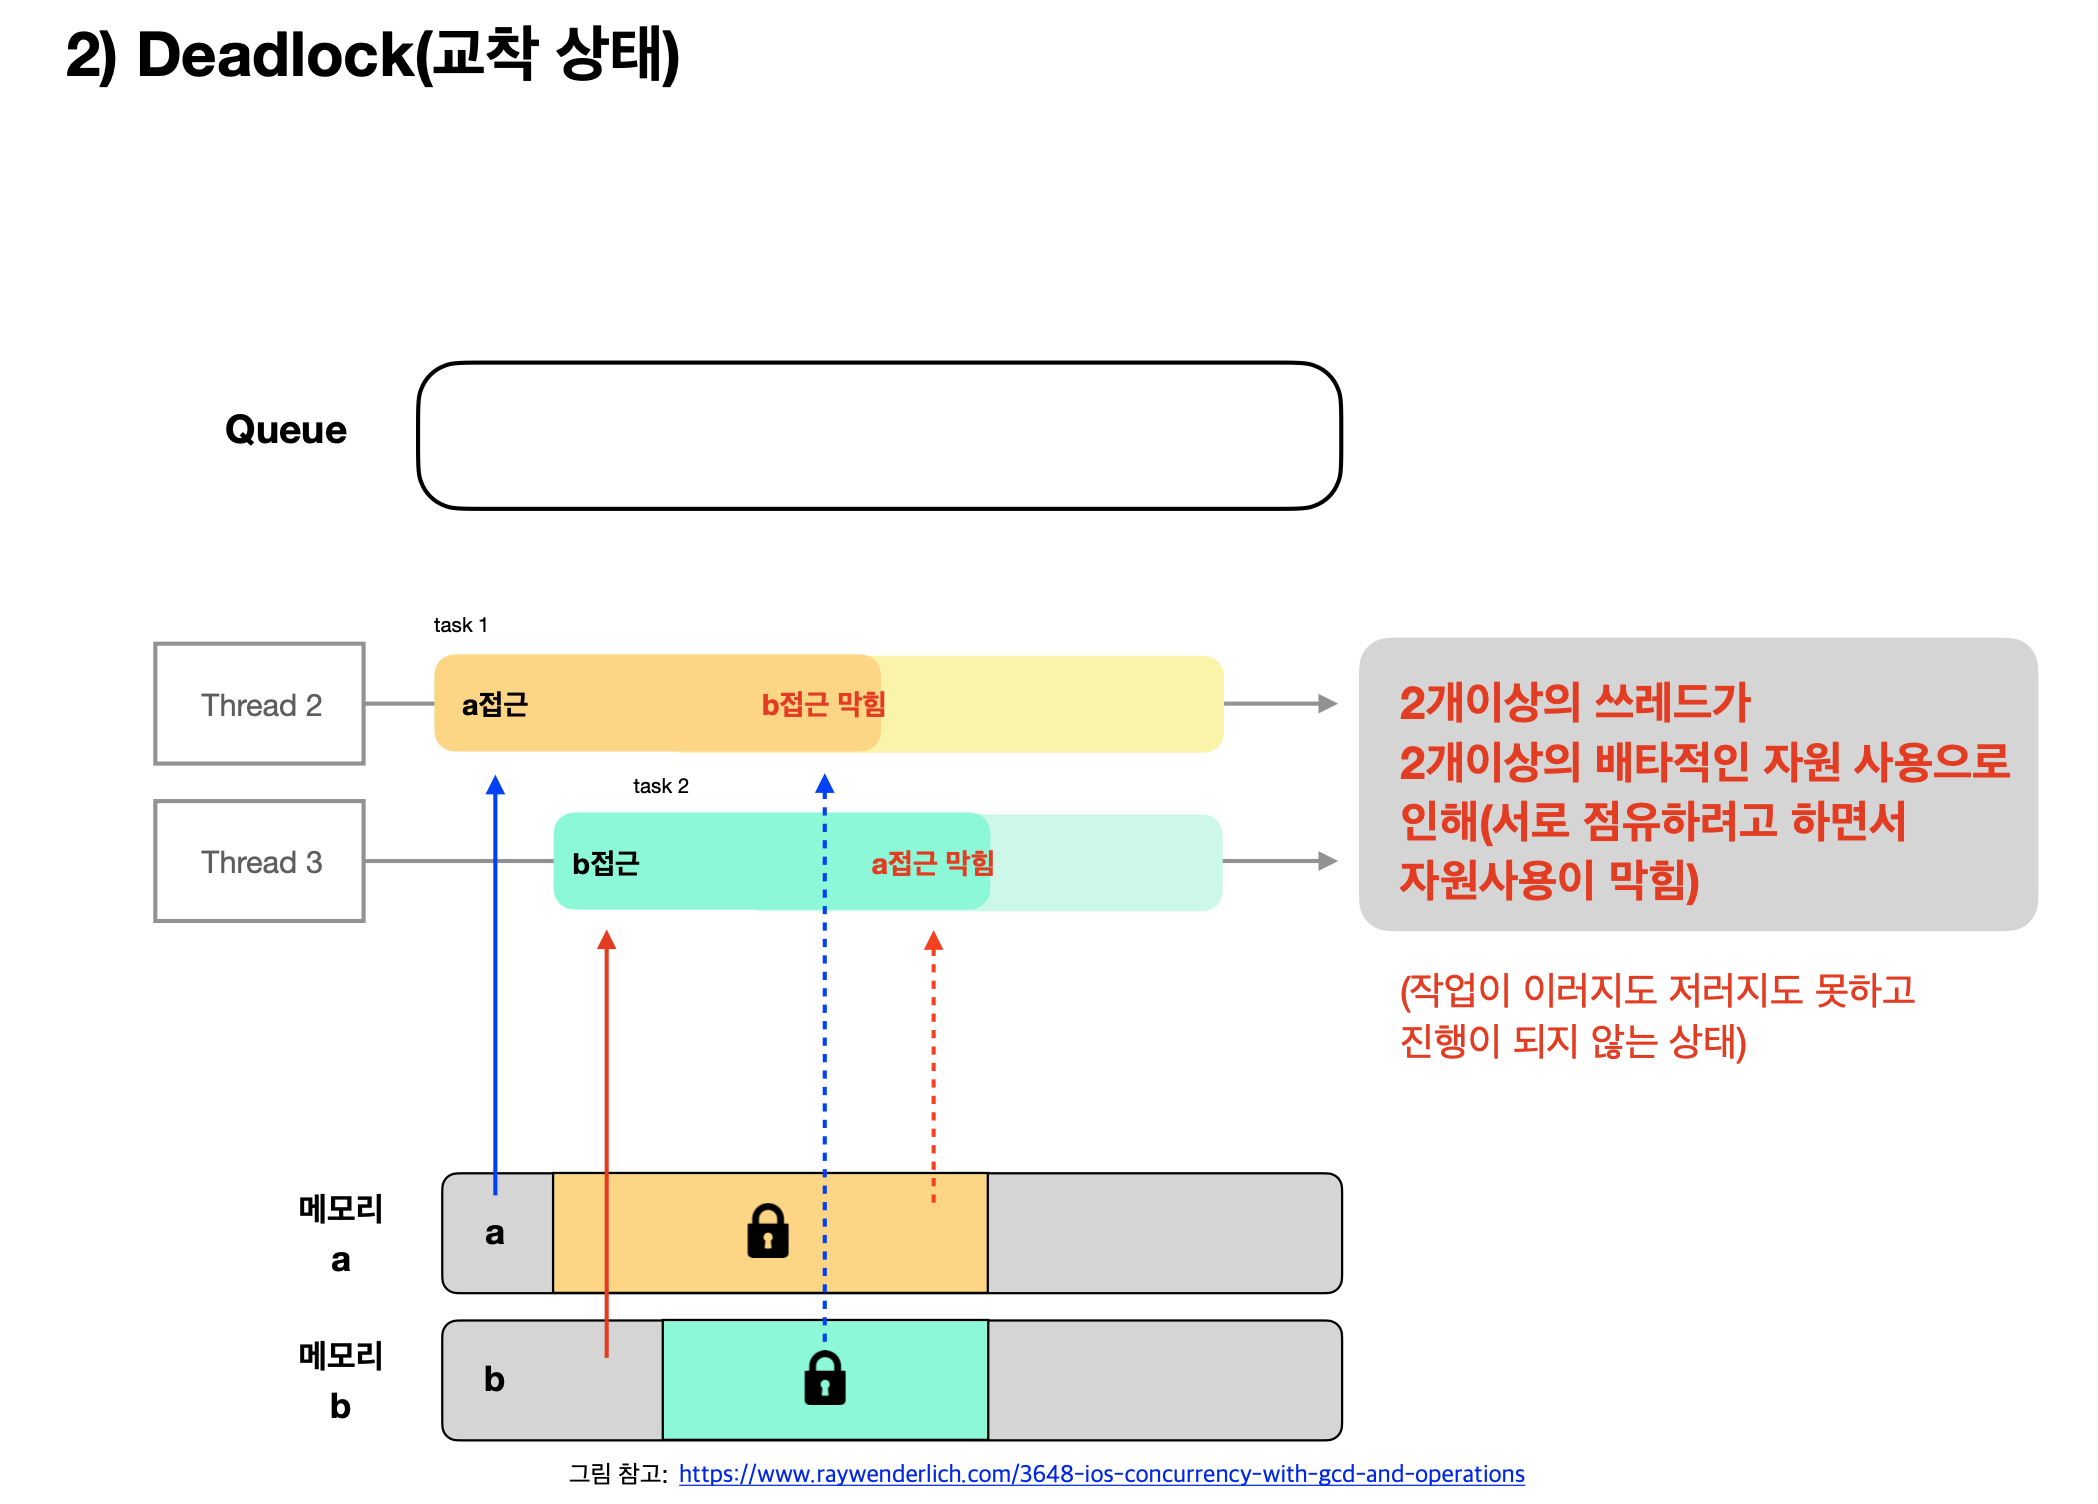 2) Deadlock(교착 상태)
Queue
task 1
Thread 2
a접근
b접근 막힘
task 2
Thread 3
b접근
a접근 막힘
2개이상의 쓰레드가
2개이상의 배타적인 자원 사용으로
인해(서로 점유하려고 하면서
자원사용이 막힘)
(작업이 이러지도 저러지도 못하고
진행이 되지 않는 상태)
메모리
a
a
메모리
b
b
그림 참고: https://www.raywenderlich.com/3648-ios-concurrency-with-gcd-and-operations